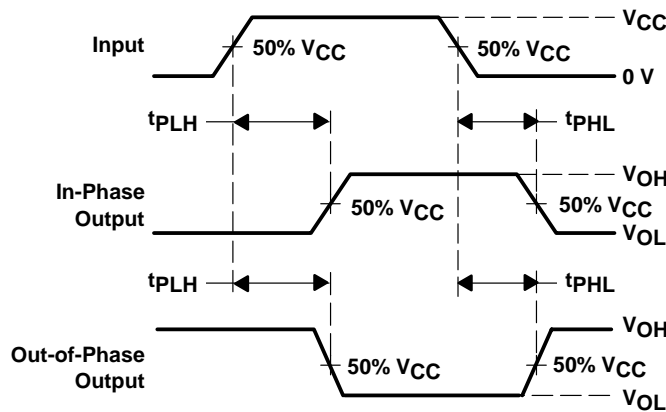 VCC
Input
50% VCC
50% VCC
0 V
tPLH
tPHL
VOH
In-Phase
Output
50% VCC
50% VCC
VOL
tPLH
tPHL
VOH
Out-of-Phase
Output
50% VCC
50% VCC
VOL